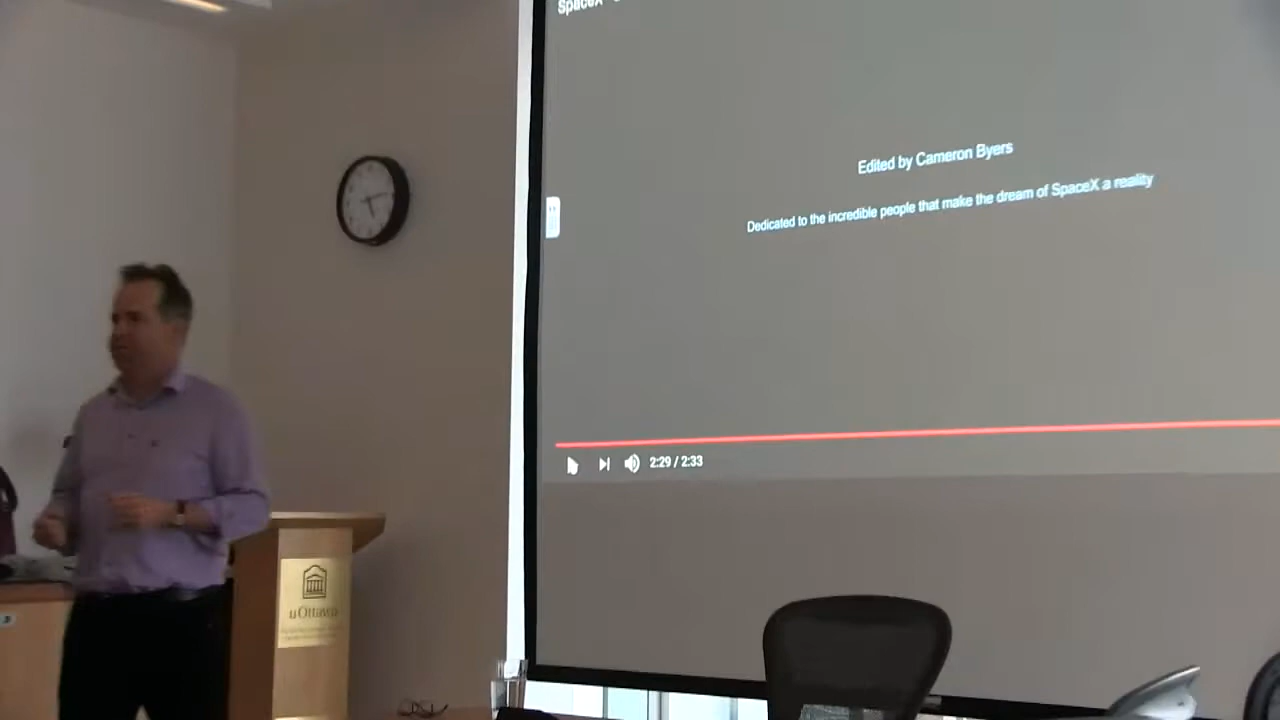 SpaceX
Edited by Cameron Byers
Dedicated to the incredible people that make the dream of SpaceX a reality
2:29 / 2:33
uOttawa